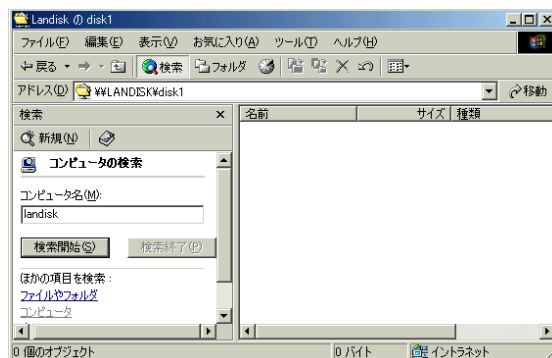 Landisk の disk1
ファイル(F) 編集(E) 表示(V) お気に入り(A) ツール(T) ヘルプ(H)
戻る 検索 フォルダ
アドレス(D) ¥¥LANDISK¥disk1 移動
検索
新規(N)
コンピュータの検索
コンピュータ名(M):
landisk
検索開始(S) 検索終了(P)
ほかの項目を検索:
ファイルやフォルダ
コンピュータ
名前 サイズ 種類
0 個のオブジェクト 0 バイト イントラネット